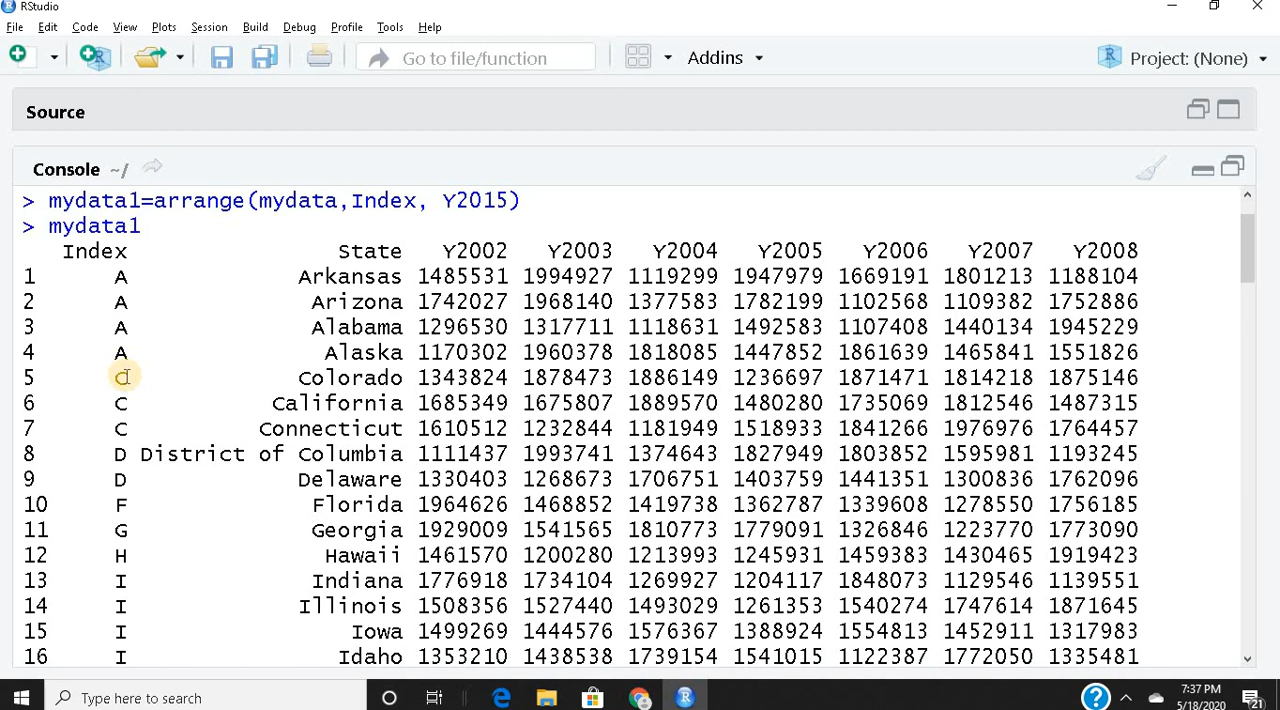 RStudio
File Edit Code View Plots Session Build Debug Profile Tools Help
Go to file/function Addins Project: (None)
Source
Console ~/
> mydata1=arrange(mydata,Index, Y2015)
> mydata1
Index State Y2002 Y2003 Y2004 Y2005 Y2006 Y2007 Y2008
1 A Arkansas 1485531 1994927 1119299 1947979 1669191 1801213 1188104
2 A Arizona 1742027 1968140 1377583 1782199 1102568 1109382 1752886
3 A Alabama 1296530 1317711 1118631 1492583 1107408 1440134 1945229
4 A Alaska 1170302 1960378 1818085 1447852 1861639 1465841 1551826
5 C Colorado 1343824 1878473 1886149 1236697 1871471 1814218 1875146
6 C California 1685349 1675807 1889570 1480280 1735069 1812546 1487315
7 C Connecticut 1610512 1232844 1181949 1518933 1841266 1976976 1764457
8 D District of Columbia 1111437 1993741 1374643 1827949 1803852 1595981 1193245
9 D Delaware 1330403 1268673 1706751 1403759 1441351 1300836 1762096
10 F Florida 1964626 1468852 1419738 1362787 1339608 1278550 1756185
11 G Georgia 1929009 1541565 1810773 1779091 1326846 1223770 1773090
12 H Hawaii 1461570 1200280 1213993 1245931 1459383 1430465 1919423
13 I Indiana 1776918 1734104 1269927 1204117 1848073 1129546 1139551
14 I Illinois 1508356 1527440 1493029 1261353 1540274 1747614 1871645
15 I Iowa 1499269 1444576 1576367 1388924 1554813 1452911 1317983
16 I Idaho 1353210 1438538 1739154 1541015 1122387 1772050 1335481
Type here to search 7:37 PM
5/18/2020 21